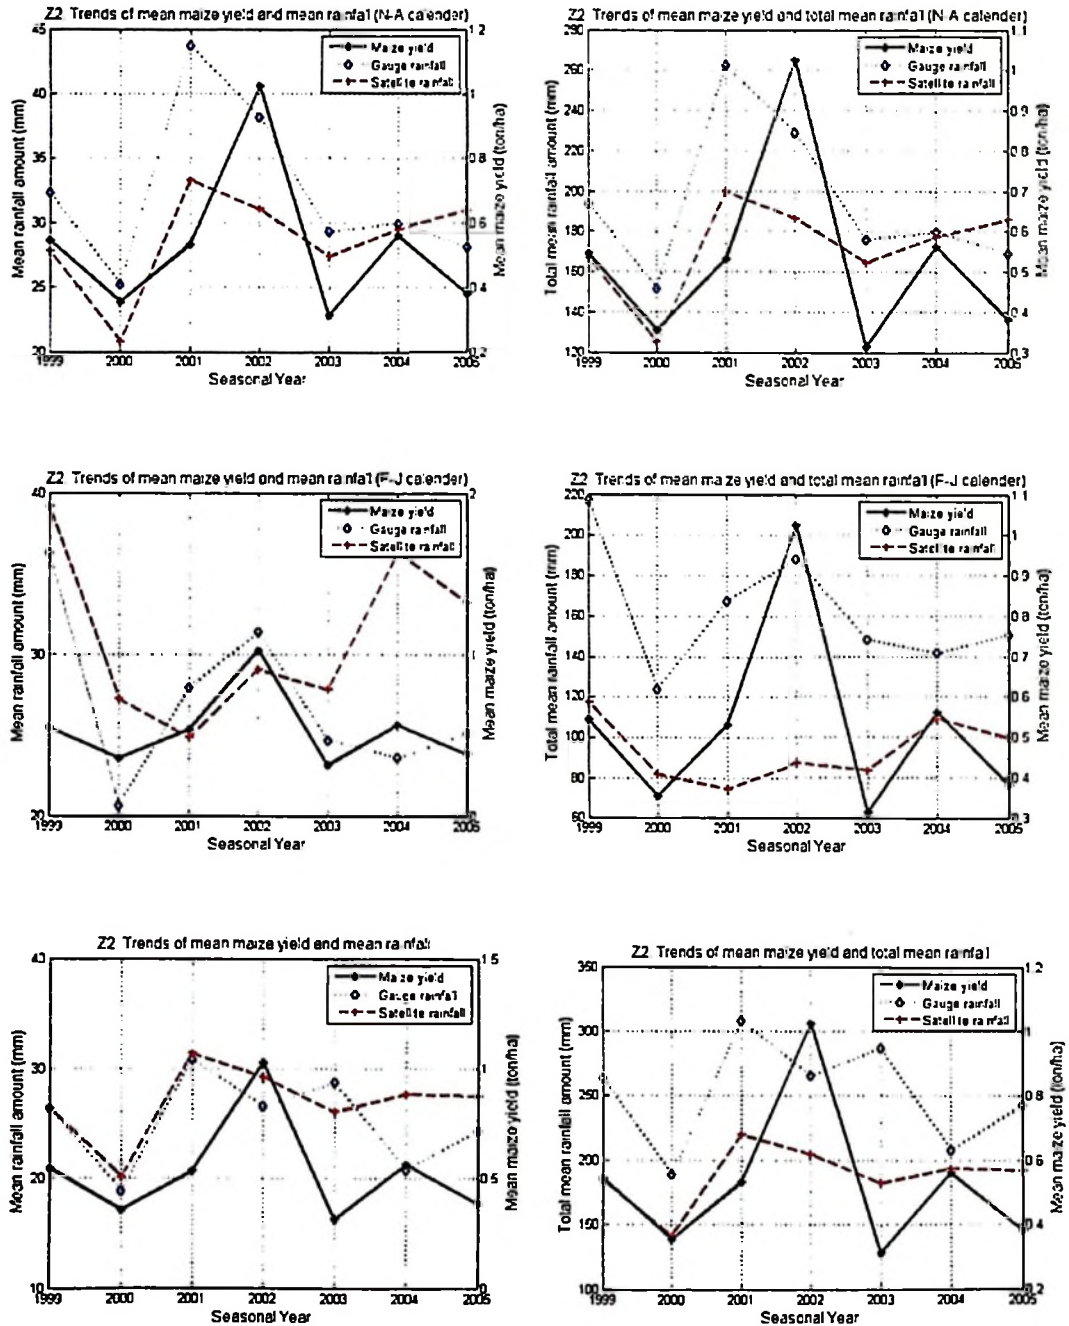 Z2 Trends of mean maize yield and mean rainfall (N-A calender)
45
40
35
30
25
20
1.2
1
0.8
0.6
0.4
0.2
Mean rainfall amount (mm)
Mean maize yield (ton/ha)
Maize yield
Gauge rainfall
Satellite rainfall
1999 2000 2001 2002 2003 2004 2005
Seasonal Year
Z2 Trends of mean maize yield and total mean rainfall (N-A calender)
280
260
240
220
200
180
160
140
120
1.1
1
0.9
0.8
0.7
0.6
0.5
0.4
0.3
Total mean rainfall amount (mm)
Mean maize yield (ton/ha)
Maize yield
Gauge rainfall
Satellite rainfall
1999 2000 2001 2002 2003 2004 2005
Seasonal Year
Z2 Trends of mean maize yield and mean rainfall (F-J calender)
40
30
20
2
Mean rainfall amount (mm)
Mean maize yield (ton/ha)
Maize yield
Gauge rainfall
Satellite rainfall
1999 2000 2001 2002 2003 2004 2005
Seasonal Year
Z2 Trends of mean maize yield and total mean rainfall (F-J calender)
220
200
180
160
140
120
100
80
60
1.1
1
0.9
0.8
0.7
0.6
0.5
0.4
0.3
Total mean rainfall amount (mm)
Mean maize yield (ton/ha)
Maize yield
Gauge rainfall
Satellite rainfall
1999 2000 2001 2002 2003 2004 2005
Seasonal Year
Z2 Trends of mean maize yield and mean rainfall
40
30
20
10
1 5
1
0.5
0
Mean rainfall amount (mm)
Mean maize yield (ton/ha)
Maize yield
Gauge rainfall
Satellite rainfall
1999 2000 2001 2002 2003 2004 2005
Seasonal Year
Z2 Trends of mean maize yield and total mean rainfall
350
300
250
200
150
100
1.2
1
0.8
0.6
0.4
0.2
Total mean rainfall amount (mm)
Mean maize yield (ton/ha)
Maize yield
Gauge rainfall
Satellite rainfall
1999 2000 2001 2002 2003 2004 2005
Seasonal Year